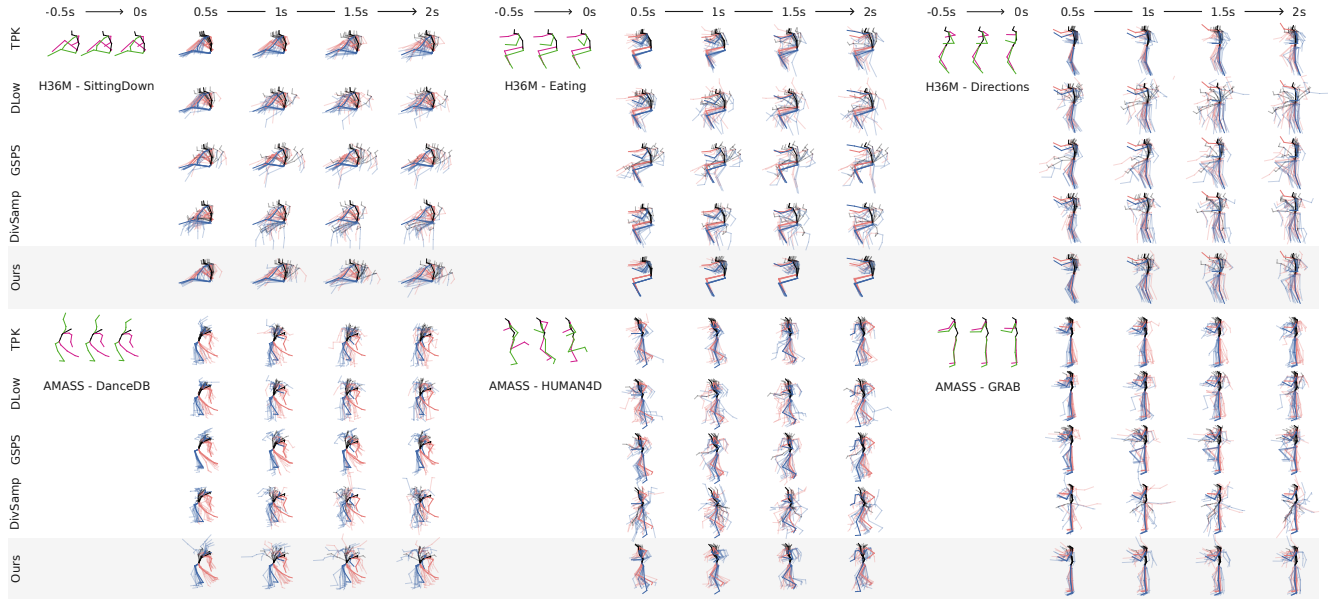 -0.5s 0s 0.5s 1s 1.5s 2s -0.5s 0s 0.5s 1s 1.5s 2s -0.5s 0s 0.5s 1s 1.5s 2s
TPK
H36M - SittingDown H36M - Eating H36M - Directions
DLow
GSPS
DivSamp
Ours
TPK
AMASS - DanceDB AMASS - HUMAN4D AMASS - GRAB
DLow
GSPS
DivSamp
Ours